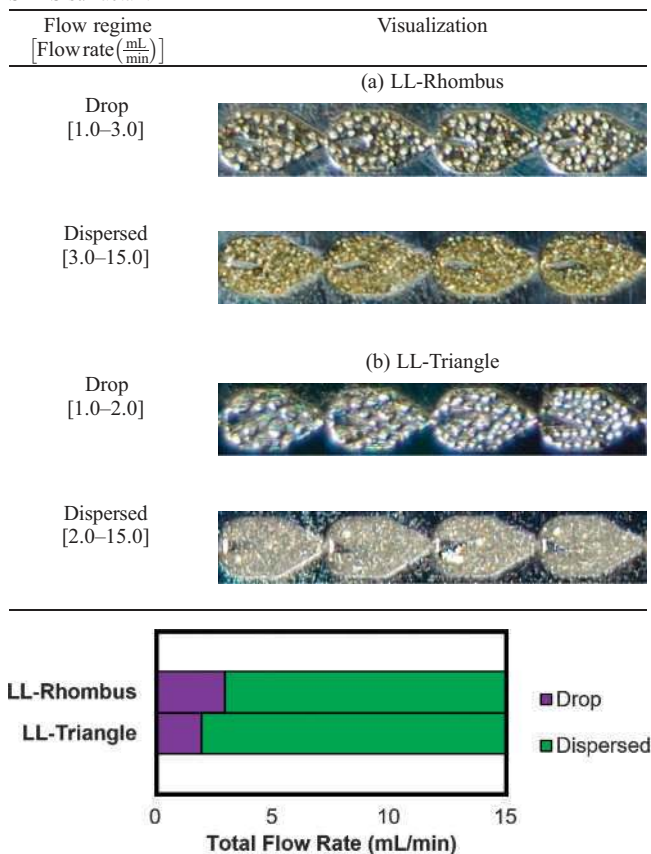 Flow regime
[Flow rate(mL/min)]
Visualization
(a) LL-Rhombus
Drop
[1.0–3.0]
Dispersed
[3.0–15.0]
(b) LL-Triangle
Drop
[1.0–2.0]
Dispersed
[2.0–15.0]
LL-Rhombus
LL-Triangle
Drop
Dispersed
0 5 10 15
Total Flow Rate (mL/min)